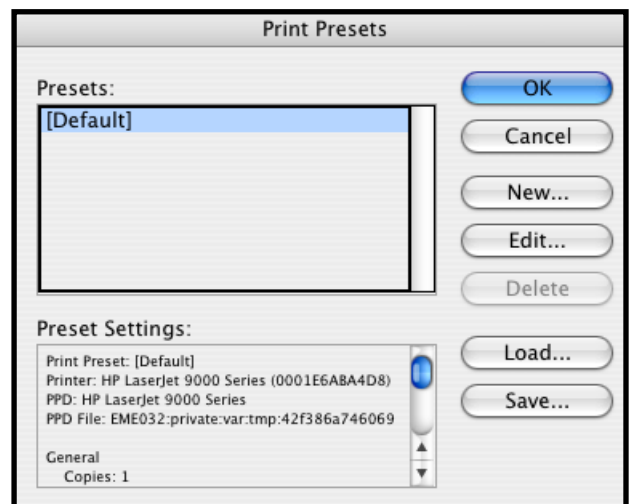 Print Presets
Presets:
[Default]
OK
Cancel
New...
Edit...
Delete
Preset Settings:
Print Preset: [Default]
Printer: HP LaserJet 9000 Series (0001E6ABA4D8)
PPD: HP LaserJet 9000 Series
PPD File: EME032:private:var:tmp:42f386a746069
General
Copies: 1
Load...
Save...